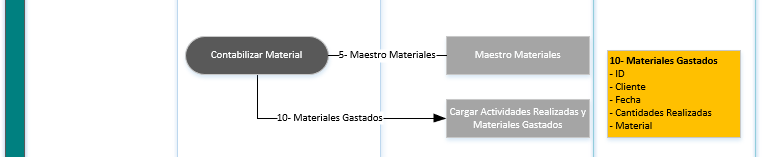 Contabilizar Material
5- Maestro Materiales
Maestro Materiales
10- Materiales Gastados
Cargar Actividades Realizadas y
Materiales Gastados
10- Materiales Gastados
- ID
- Cliente
- Fecha
- Cantidades Realizadas
- Material